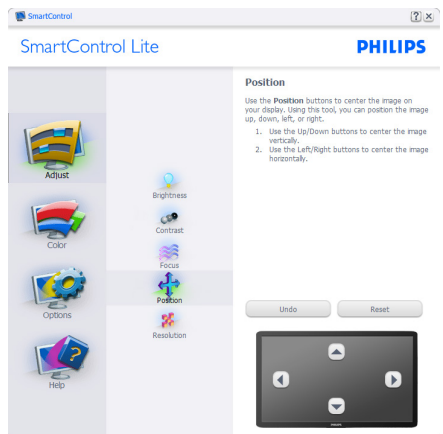 SmartControl
SmartControl Lite
PHILIPS
Adjust
Color
Options
Help
Brightness
Contrast
Focus
Position
Resolution
Position
Use the Position buttons to center the image on
your display. Using this tool, you can position the image
up, down, left, or right.
1. Use the Up/Down buttons to center the image
vertically.
2. Use the Left/Right buttons to center the image
horizontally.
Undo
Reset
PHILIPS